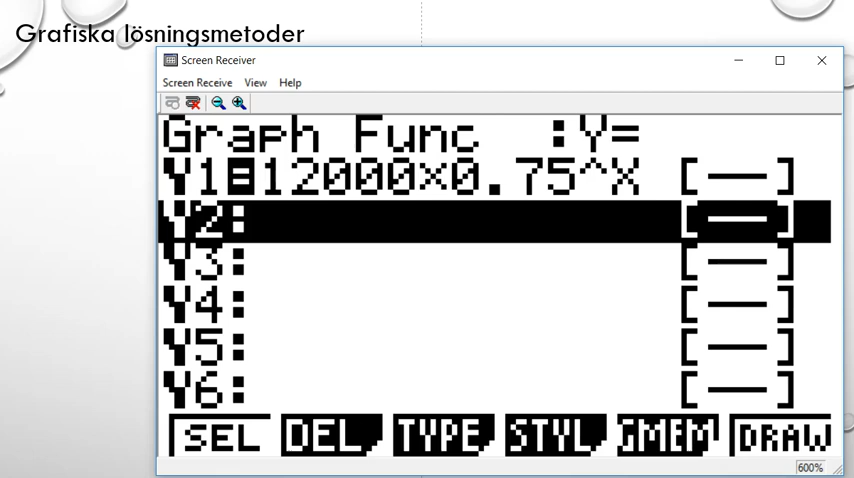 Grafiska lösningsmetoder
Screen Receiver
Screen Receive View Help
Graph Func :Y=
Y1=12000×0.75^X [—]
Y2: [—]
Y3: [—]
Y4: [—]
Y5: [—]
Y6: [—]
SEL DEL TYPE STYL GMEM DRAW
600%